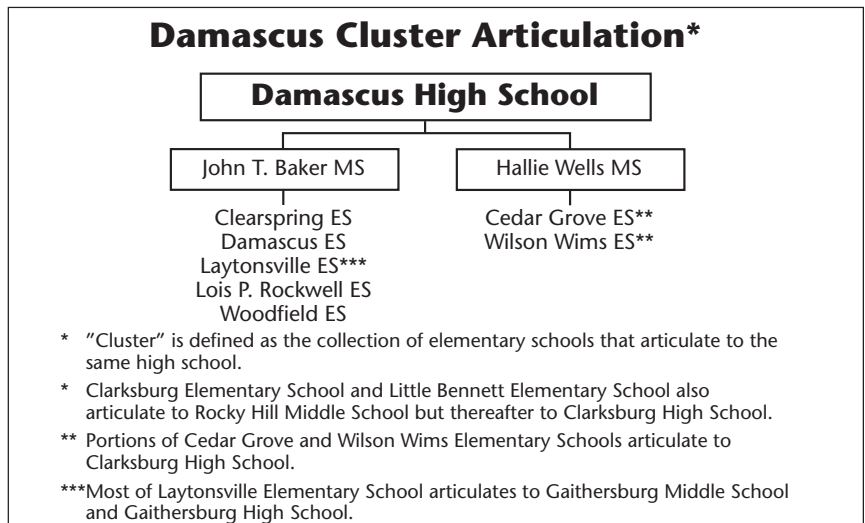 Damascus Cluster Articulation*
Damascus High School
John T. Baker MS
Hallie Wells MS
Clearspring ES
Damascus ES
Laytonsville ES***
Lois P. Rockwell ES
Woodfield ES
Cedar Grove ES**
Wilson Wims ES**
* ″Cluster″ is defined as the collection of elementary schools that articulate to the
same high school.
* Clarksburg Elementary School and Little Bennett Elementary School also
articulate to Rocky Hill Middle School but thereafter to Clarksburg High School.
** Portions of Cedar Grove and Wilson Wims Elementary Schools articulate to
Clarksburg High School.
***Most of Laytonsville Elementary School articulates to Gaithersburg Middle School
and Gaithersburg High School.